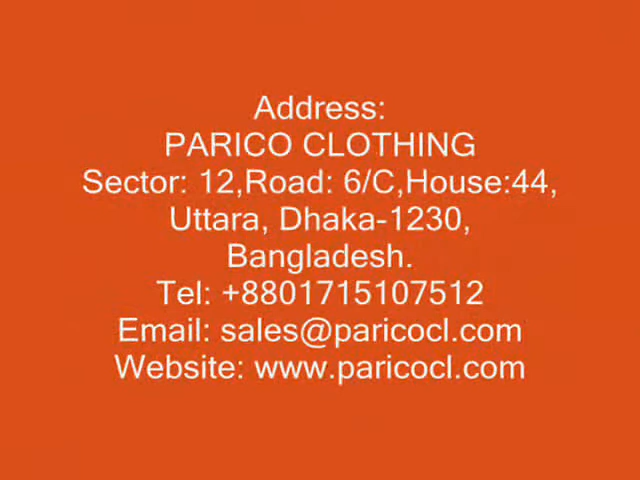 Address:
PARICO CLOTHING
Sector: 12,Road: 6/C,House:44,
Uttara, Dhaka-1230,
Bangladesh.
Tel: +8801715107512
Email: sales@paricocl.com
Website: www.paricocl.com